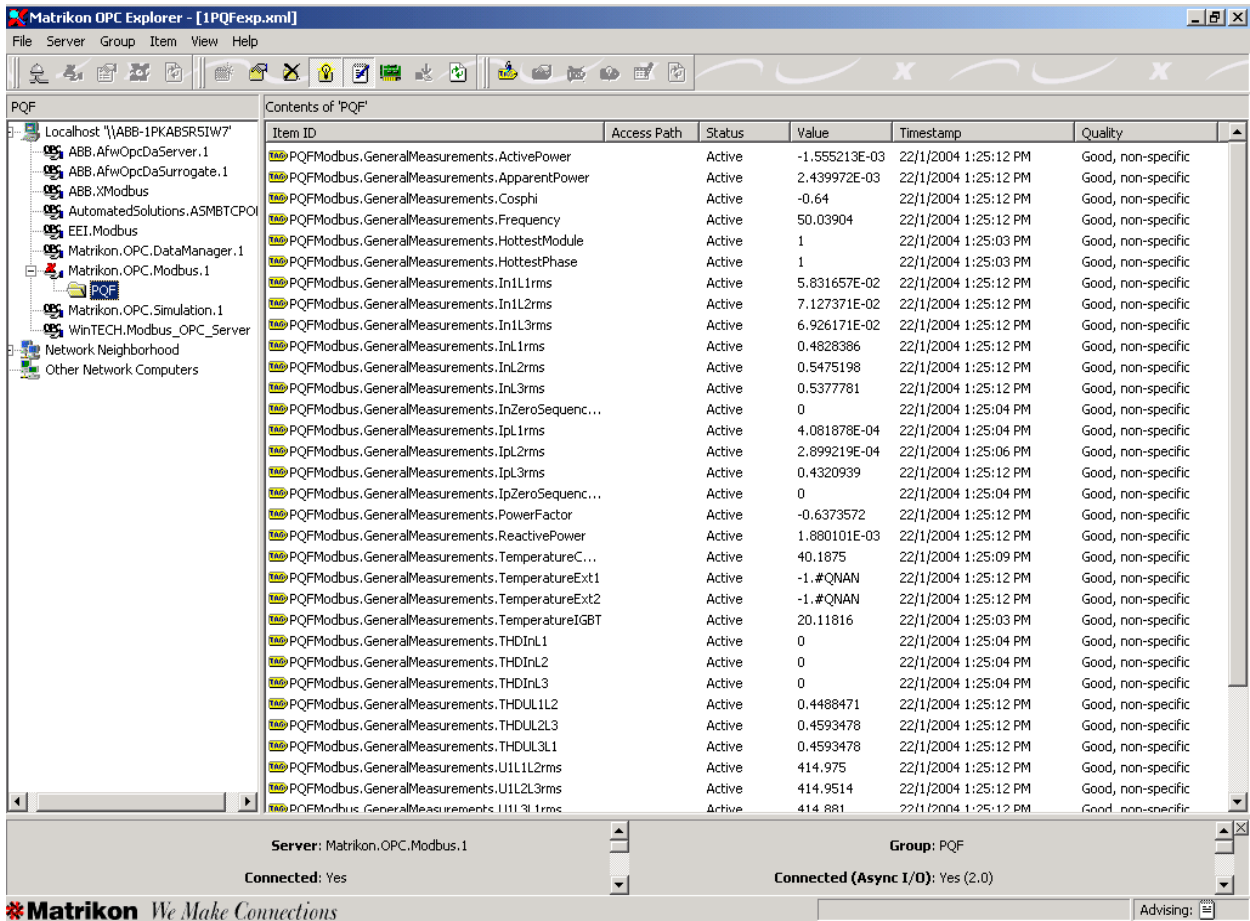 Matrikon OPC Explorer - [1PQFexp.xml]
File Server Group Item View Help
PQF
Contents of 'PQF'
Localhost '\\ABB-1PKABSR5IW7'
ABB.AfwOpcDaServer.1
ABB.AfwOpcDaSurrogate.1
ABB.XModbus
AutomatedSolutions.ASMBTCPO
EEI.Modbus
Matrikon.OPC.DataManager.1
Matrikon.OPC.Modbus.1
PQF
Matrikon.OPC.Simulation.1
WinTECH.Modbus_OPC_Server
Network Neighborhood
Other Network Computers
Item ID Access Path Status Value Timestamp Quality
PQFModbus.GeneralMeasurements.ActivePower Active -1.555213E-03 22/1/2004 1:25:12 PM Good, non-specific
PQFModbus.GeneralMeasurements.ApparentPower Active 2.439972E-03 22/1/2004 1:25:12 PM Good, non-specific
PQFModbus.GeneralMeasurements.Cosphi Active -0.64 22/1/2004 1:25:12 PM Good, non-specific
PQFModbus.GeneralMeasurements.Frequency Active 50.03904 22/1/2004 1:25:12 PM Good, non-specific
PQFModbus.GeneralMeasurements.HottestModule Active 1 22/1/2004 1:25:03 PM Good, non-specific
PQFModbus.GeneralMeasurements.HottestPhase Active 1 22/1/2004 1:25:03 PM Good, non-specific
PQFModbus.GeneralMeasurements.In1L1rms Active 5.831657E-02 22/1/2004 1:25:12 PM Good, non-specific
PQFModbus.GeneralMeasurements.In1L2rms Active 7.127371E-02 22/1/2004 1:25:12 PM Good, non-specific
PQFModbus.GeneralMeasurements.In1L3rms Active 6.926171E-02 22/1/2004 1:25:12 PM Good, non-specific
PQFModbus.GeneralMeasurements.InL1rms Active 0.4828386 22/1/2004 1:25:12 PM Good, non-specific
PQFModbus.GeneralMeasurements.InL2rms Active 0.5475198 22/1/2004 1:25:12 PM Good, non-specific
PQFModbus.GeneralMeasurements.InL3rms Active 0.5377781 22/1/2004 1:25:12 PM Good, non-specific
PQFModbus.GeneralMeasurements.InZeroSequenc... Active 0 22/1/2004 1:25:04 PM Good, non-specific
PQFModbus.GeneralMeasurements.IpL1rms Active 4.081878E-04 22/1/2004 1:25:04 PM Good, non-specific
PQFModbus.GeneralMeasurements.IpL2rms Active 2.899219E-04 22/1/2004 1:25:06 PM Good, non-specific
PQFModbus.GeneralMeasurements.IpL3rms Active 0.4320939 22/1/2004 1:25:12 PM Good, non-specific
PQFModbus.GeneralMeasurements.IpZeroSequenc... Active 0 22/1/2004 1:25:04 PM Good, non-specific
PQFModbus.GeneralMeasurements.PowerFactor Active -0.6373572 22/1/2004 1:25:12 PM Good, non-specific
PQFModbus.GeneralMeasurements.ReactivePower Active 1.880101E-03 22/1/2004 1:25:12 PM Good, non-specific
PQFModbus.GeneralMeasurements.TemperatureC... Active 40.1875 22/1/2004 1:25:09 PM Good, non-specific
PQFModbus.GeneralMeasurements.TemperatureExt1 Active -1.#QNAN 22/1/2004 1:25:12 PM Good, non-specific
PQFModbus.GeneralMeasurements.TemperatureExt2 Active -1.#QNAN 22/1/2004 1:25:12 PM Good, non-specific
PQFModbus.GeneralMeasurements.TemperatureIGBT Active 20.11816 22/1/2004 1:25:03 PM Good, non-specific
PQFModbus.GeneralMeasurements.THDInL1 Active 0 22/1/2004 1:25:04 PM Good, non-specific
PQFModbus.GeneralMeasurements.THDInL2 Active 0 22/1/2004 1:25:04 PM Good, non-specific
PQFModbus.GeneralMeasurements.THDInL3 Active 0 22/1/2004 1:25:04 PM Good, non-specific
PQFModbus.GeneralMeasurements.THDUL1L2 Active 0.4488471 22/1/2004 1:25:12 PM Good, non-specific
PQFModbus.GeneralMeasurements.THDUL2L3 Active 0.4593478 22/1/2004 1:25:12 PM Good, non-specific
PQFModbus.GeneralMeasurements.THDUL3L1 Active 0.4593478 22/1/2004 1:25:12 PM Good, non-specific
PQFModbus.GeneralMeasurements.U1L1L2rms Active 414.975 22/1/2004 1:25:12 PM Good, non-specific
PQFModbus.GeneralMeasurements.U1L2L3rms Active 414.9514 22/1/2004 1:25:12 PM Good, non-specific
PQFModbus.GeneralMeasurements.U1L3L1rms Active 414.881 22/1/2004 1:25:12 PM Good, non-specific
Server: Matrikon.OPC.Modbus.1
Connected: Yes
Group: PQF
Connected (Async I/O): Yes (2.0)
Matrikon We Make Connections
Advising: